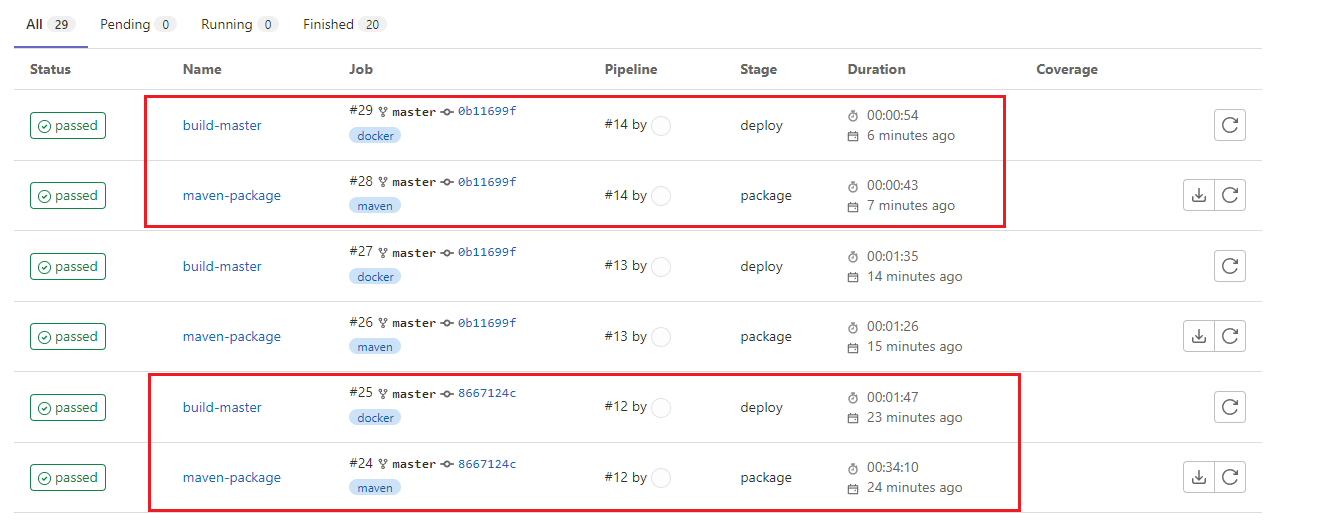 All 29 Pending 0 Running 0 Finished 20
Status Name Job Pipeline Stage Duration Coverage
passed build-master #29 master 0b11699f docker #14 by deploy 00:00:54 6 minutes ago
passed maven-package #28 master 0b11699f maven #14 by package 00:00:43 7 minutes ago
passed build-master #27 master 0b11699f docker #13 by deploy 00:01:35 14 minutes ago
passed maven-package #26 master 0b11699f maven #13 by package 00:01:26 15 minutes ago
passed build-master #25 master 8667124c docker #12 by deploy 00:01:47 23 minutes ago
passed maven-package #24 master 8667124c maven #12 by package 00:34:10 24 minutes ago